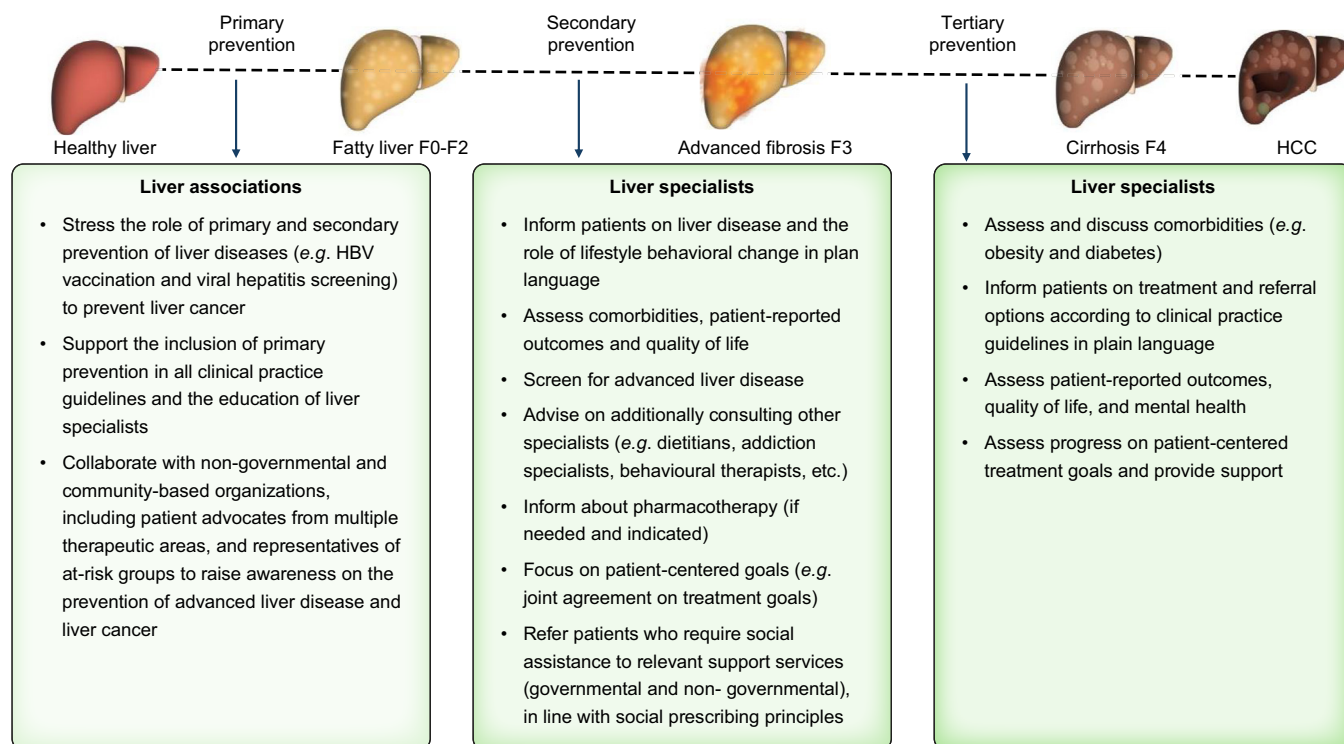 Primary
prevention
Secondary
prevention
Tertiary
prevention
Healthy liver
Fatty liver F0-F2
Advanced fibrosis F3
Cirrhosis F4
HCC
Liver associations
• Stress the role of primary and secondary
prevention of liver diseases (e.g. HBV
vaccination and viral hepatitis screening)
to prevent liver cancer
• Support the inclusion of primary
prevention in all clinical practice
guidelines and the education of liver
specialists
• Collaborate with non-governmental and
community-based organizations,
including patient advocates from multiple
therapeutic areas, and representatives of
at-risk groups to raise awareness on the
prevention of advanced liver disease and
liver cancer
Liver specialists
• Inform patients on liver disease and the
role of lifestyle behavioral change in plan
language
• Assess comorbidities, patient-reported
outcomes and quality of life
• Screen for advanced liver disease
• Advise on additionally consulting other
specialists (e.g. dietitians, addiction
specialists, behavioural therapists, etc.)
• Inform about pharmacotherapy (if
needed and indicated)
• Focus on patient-centered goals (e.g.
joint agreement on treatment goals)
• Refer patients who require social
assistance to relevant support services
(governmental and non- governmental),
in line with social prescribing principles
Liver specialists
• Assess and discuss comorbidities (e.g.
obesity and diabetes)
• Inform patients on treatment and referral
options according to clinical practice
guidelines in plain language
• Assess patient-reported outcomes,
quality of life, and mental health
• Assess progress on patient-centered
treatment goals and provide support